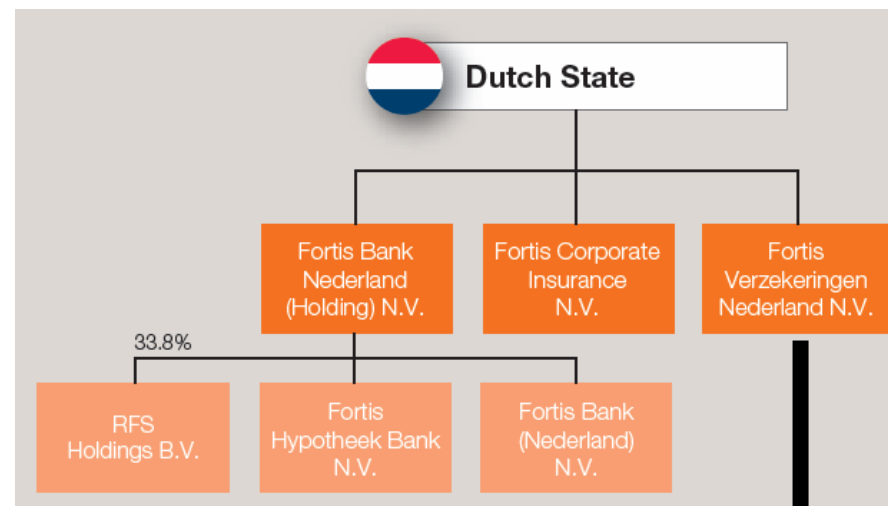 Dutch State
Fortis Bank
Nederland
(Holding) N.V.
Fortis Corporate
Insurance
N.V.
Fortis
Verzekeringen
Nederland N.V.
33.8%
RFS
Holdings B.V.
Fortis
Hypotheek Bank
N.V.
Fortis Bank
(Nederland)
N.V.